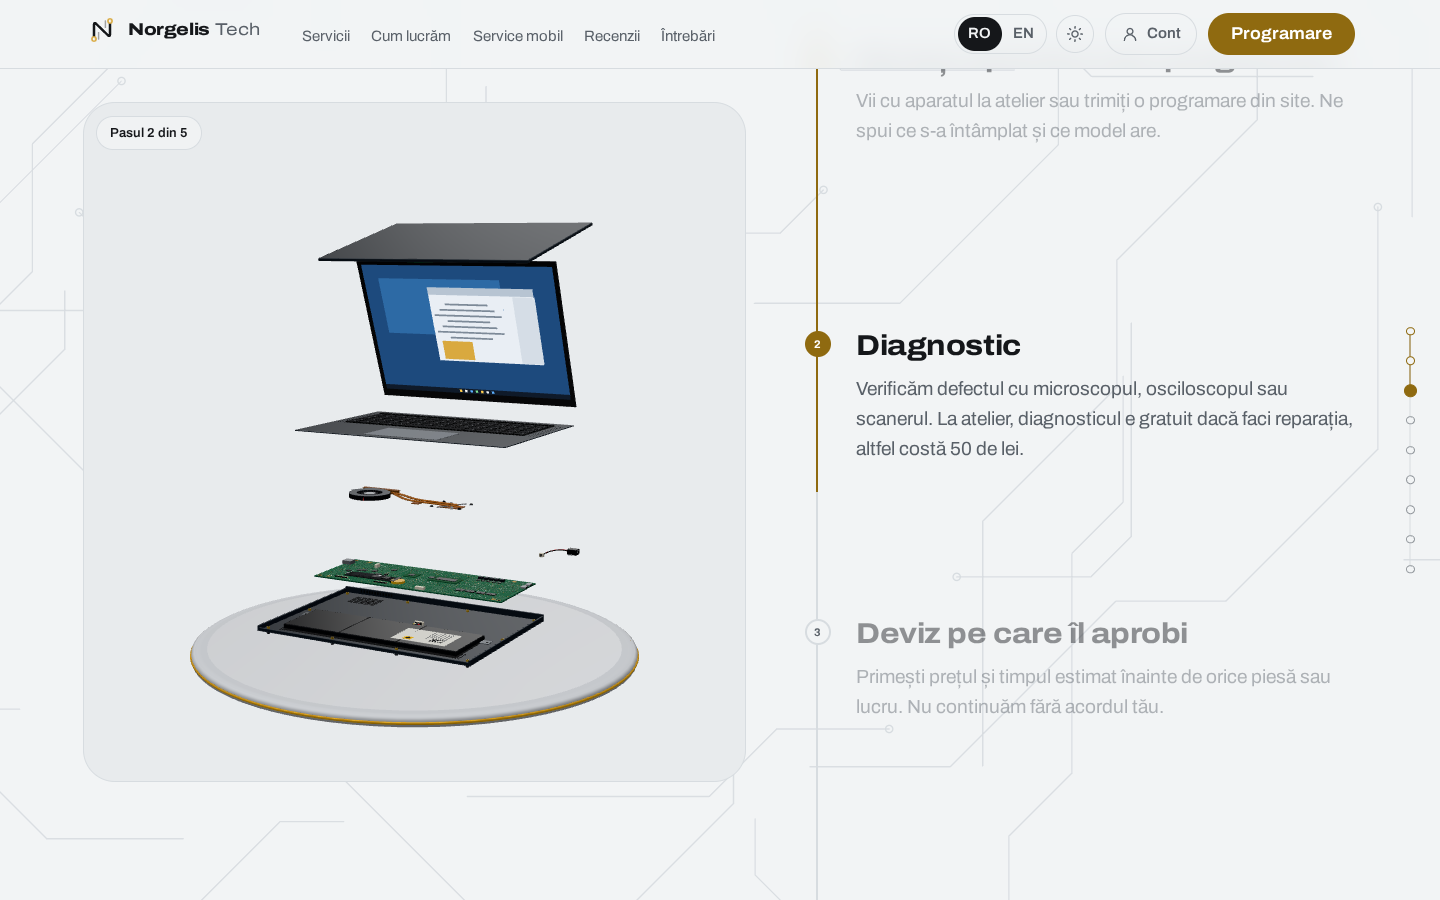 Norgelis Tech
Servicii
Cum lucrăm
Service mobil
Recenzii
Întrebări
RO
EN
Cont
Programare
Pasul 2 din 5
Vii cu aparatul la atelier sau trimiți o programare din site. Ne
spui ce s-a întâmplat și ce model are.
2
Diagnostic
Verificăm defectul cu microscopul, osciloscopul sau
scanerul. La atelier, diagnosticul e gratuit dacă faci reparația,
altfel costă 50 de lei.
3
Deviz pe care îl aprobi
Primești prețul și timpul estimat înainte de orice piesă sau
lucru. Nu continuăm fără acordul tău.